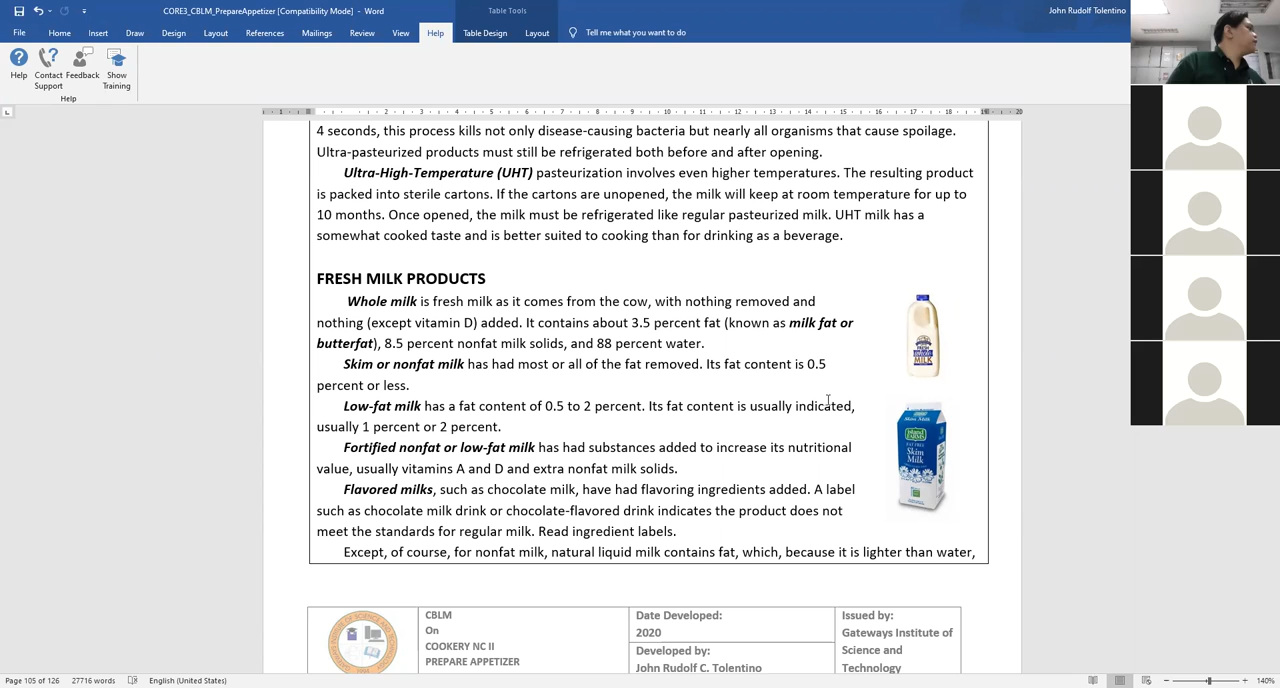 CORE3_CBLM_PrepareAppetizer [Compatibility Mode] - Word
Table Tools
John Rudolf Tolentino
File Home Insert Draw Design Layout References Mailings Review View Help Table Design Layout Tell me what you want to do
Help Contact Support Feedback Show Training
Help
4 seconds, this process kills not only disease-causing bacteria but nearly all organisms that cause spoilage.
Ultra-pasteurized products must still be refrigerated both before and after opening.
Ultra-High-Temperature (UHT) pasteurization involves even higher temperatures. The resulting product
is packed into sterile cartons. If the cartons are unopened, the milk will keep at room temperature for up to
10 months. Once opened, the milk must be refrigerated like regular pasteurized milk. UHT milk has a
somewhat cooked taste and is better suited to cooking than for drinking as a beverage.
FRESH MILK PRODUCTS
Whole milk is fresh milk as it comes from the cow, with nothing removed and
nothing (except vitamin D) added. It contains about 3.5 percent fat (known as milk fat or
butterfat), 8.5 percent nonfat milk solids, and 88 percent water.
Skim or nonfat milk has had most or all of the fat removed. Its fat content is 0.5
percent or less.
Low-fat milk has a fat content of 0.5 to 2 percent. Its fat content is usually indicated,
usually 1 percent or 2 percent.
Fortified nonfat or low-fat milk has had substances added to increase its nutritional
value, usually vitamins A and D and extra nonfat milk solids.
Flavored milks, such as chocolate milk, have had flavoring ingredients added. A label
such as chocolate milk drink or chocolate-flavored drink indicates the product does not
meet the standards for regular milk. Read ingredient labels.
Except, of course, for nonfat milk, natural liquid milk contains fat, which, because it is lighter than water,
MILK
Island
FARMS
Skim
Milk
CBLM
On
COOKERY NC II
PREPARE APPETIZER
Date Developed:
2020
Developed by:
John Rudolf C. Tolentino
Issued by:
Gateways Institute of
Science and
Technology
Page 105 of 126 27716 words English (United States) 140%